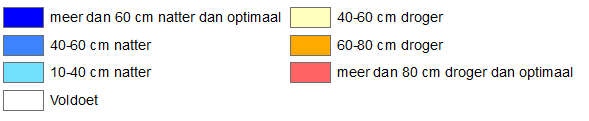 meer dan 60 cm natter dan optimaal
40-60 cm natter
10-40 cm natter
Voldoet
40-60 cm droger
60-80 cm droger
meer dan 80 cm droger dan optimaal